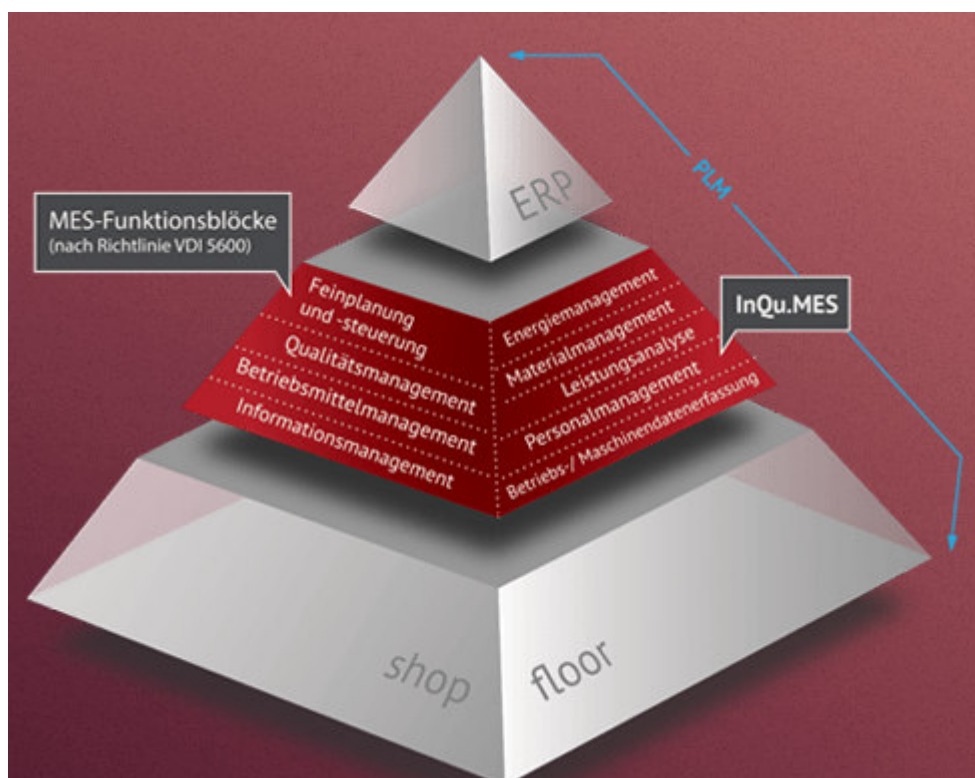 ERP
PLM
MES-Funktionsblöcke
(nach Richtlinie VDI 5600)
InQu.MES
Feinplanung
und -steuerung
Qualitätsmanagement
Betriebsmittelmanagement
Informationsmanagement
Energiemanagement
Materialmanagement
Leistungsanalyse
Personalmanagement
Betriebs-/ Maschinendatenerfassung
shop floor